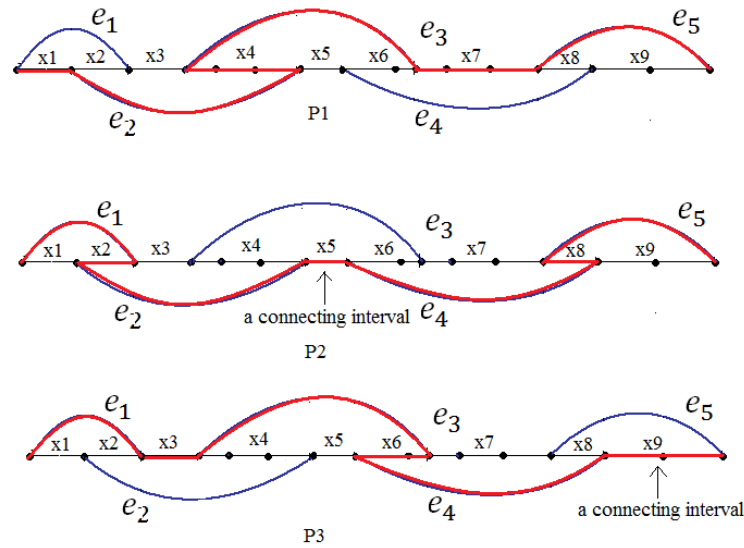 e₁ e₃ e₅
x1 x2 x3 x4 x5 x6 x7 x8 x9
e₂ P1 e₄
e₁ e₃ e₅
x1 x2 x3 x4 x5 x6 x7 x8 x9
e₂ a connecting interval e₄
P2
e₁ e₃ e₅
x1 x2 x3 x4 x5 x6 x7 x8 x9
e₂ e₄ a connecting interval
P3